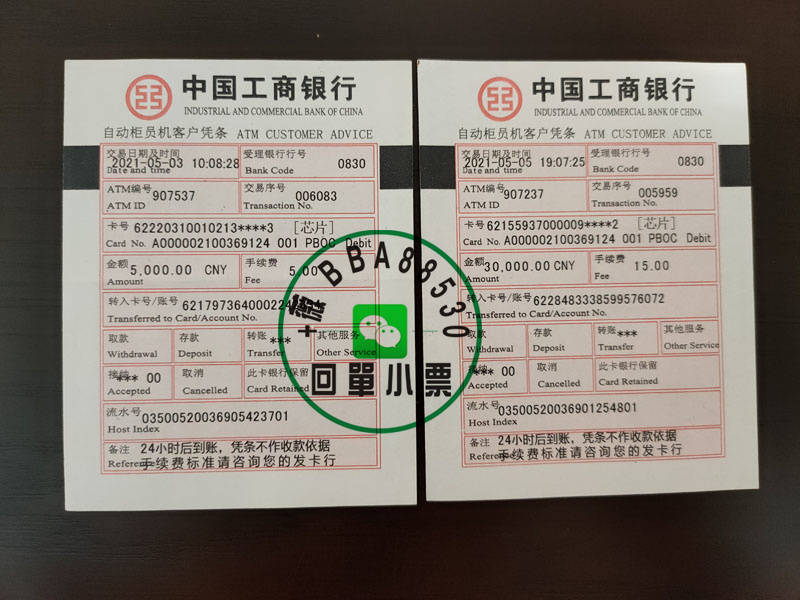 中国工商银行
INDUSTRIAL AND COMMERCIAL BANK OF CHINA
自动柜员机客户凭条 ATM CUSTOMER ADVICE
交易日期及时间
2021-05-03 10:08:28
Date and time
受理银行行号
0830
Bank Code
ATM编号
907537
ATM ID
交易序号
006083
Transaction No.
卡号 62220310010213****3 [芯片]
Card No. A000002100369124 001 PBOC Debit
金额
5,000.00 CNY
Amount
手续费
5.00
Fee
转入卡号/账号
Transferred to Card/Account No.
取款
Withdrawal
存款
Deposit
转账 ***
Transfer
其他服务
Other Service
*** 00
Accepted
取消
Cancelled
此卡银行保留
Card Retained
流水号
03500520036905423701
Host Index
备注 24小时后到账，凭条不作收款依据
Reference 手续费标准请咨询您的发卡行
中国工商银行
INDUSTRIAL AND COMMERCIAL BANK OF CHINA
自动柜员机客户凭条 ATM CUSTOMER ADVICE
交易日期及时间
2021-05-05 19:07:25
Date and time
受理银行行号
0830
Bank Code
ATM编号
907237
ATM ID
交易序号
005959
Transaction No.
卡号 62155937000009****2 [芯片]
Card No. A000002100369124 001 PBOC Debit
金额
30,000.00 CNY
Amount
手续费
15.00
Fee
转入卡号/账号
6228483338599576072
Transferred to Card/Account No.
取款
Withdrawal
存款
Deposit
转账 ***
Transfer
其他服务
Other Service
*** 00
Accepted
取消
Cancelled
此卡银行保留
Card Retained
流水号
03500520036901254801
Host Index
备注 24小时后到账，凭条不作收款依据
Reference 手续费标准请咨询您的发卡行
+薇 BBA88530
回單小票